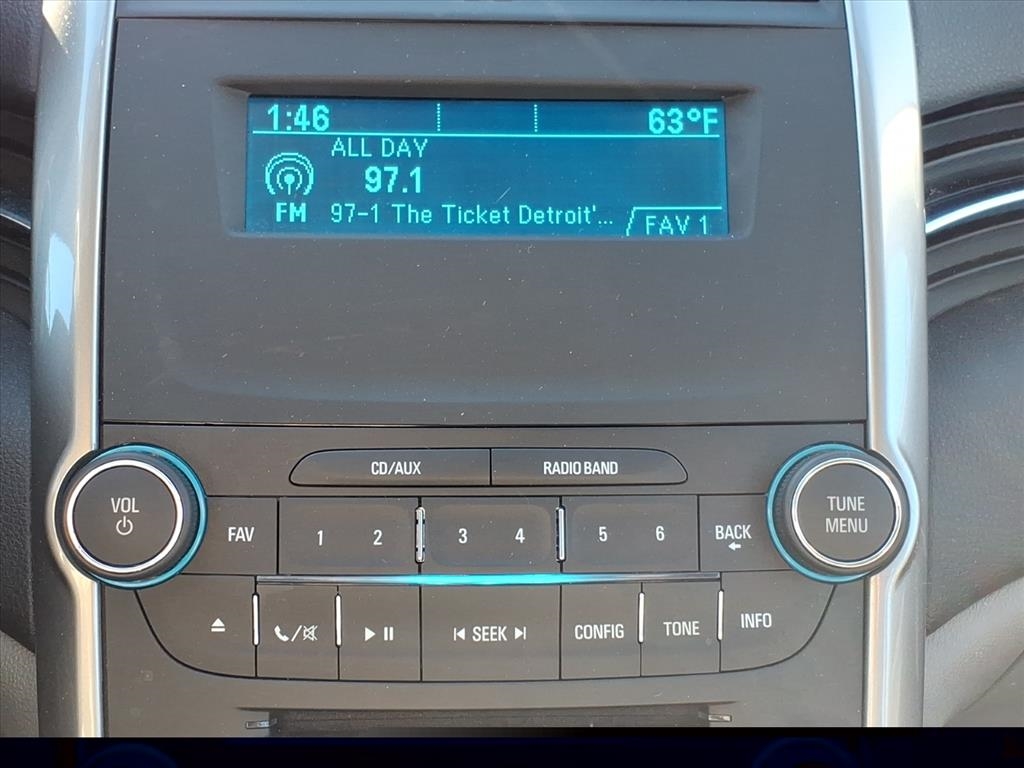 1:46 63°F
ALL DAY
97.1
FM 97-1 The Ticket Detroit'... FAV 1
CD/AUX RADIO BAND
VOL
TUNE
MENU
FAV 1 2 3 4 5 6 BACK
SEEK CONFIG TONE INFO